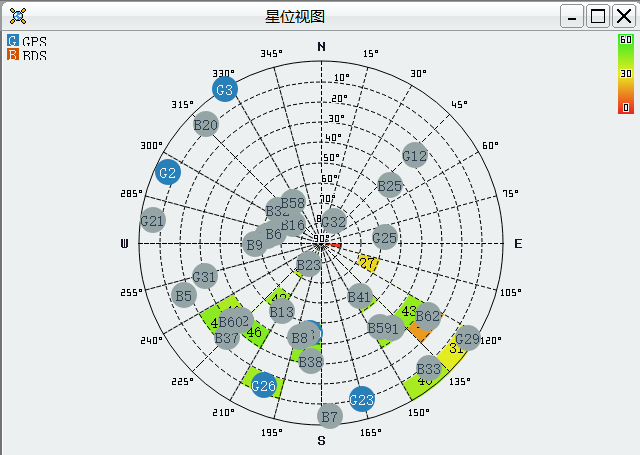 星位视图
G GPS
B BDS
60
30
0
N
345°
15°
330°
30°
315°
45°
300°
60°
285°
75°
W
E
255°
240°
120°
225°
135°
210°
150°
195°
165°
S
10°
20°
30°
40°
50°
60°
70°
90°
G3
B20
G12
G2
B25
B58
B32
G21
B16
G32
B6
G25
B9
B23
G31
B5
B41
B13
B62
B60
B37
46
43
B591
G29
B8
31
B38
B33
G26
G23
B7